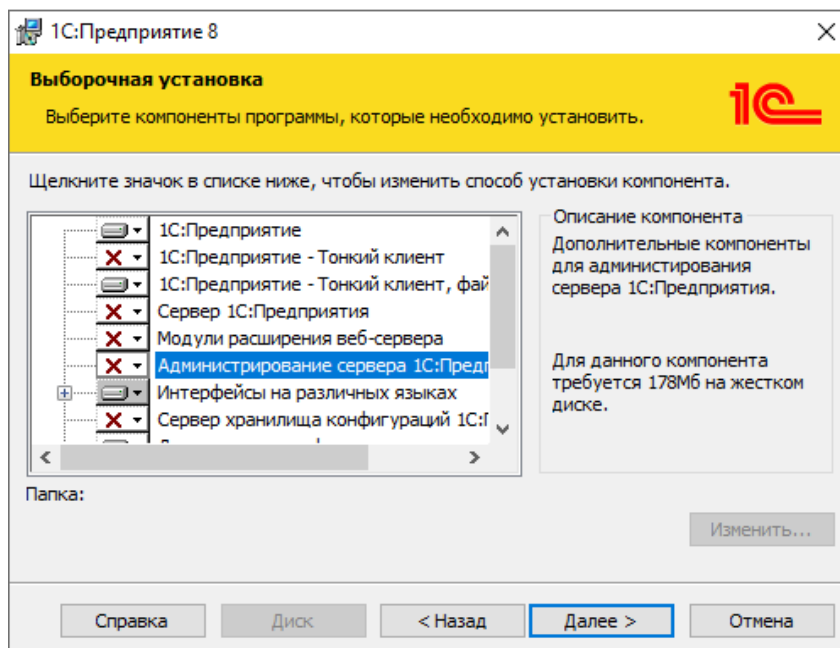 1С:Предприятие 8
Выборочная установка
Выберите компоненты программы, которые необходимо установить.
1С
Щелкните значок в списке ниже, чтобы изменить способ установки компонента.
1С:Предприятие
1С:Предприятие - Тонкий клиент
1С:Предприятие - Тонкий клиент, фай
Сервер 1С:Предприятия
Модули расширения веб-сервера
Администрирование сервера 1С:Пред
Интерфейсы на различных языках
Сервер хранилища конфигураций 1С:
Описание компонента
Дополнительные компоненты
для администирования
сервера 1С:Предприятия.
Для данного компонента
требуется 178Мб на жестком
диске.
Папка:
Изменить...
Справка
Диск
< Назад
Далее >
Отмена